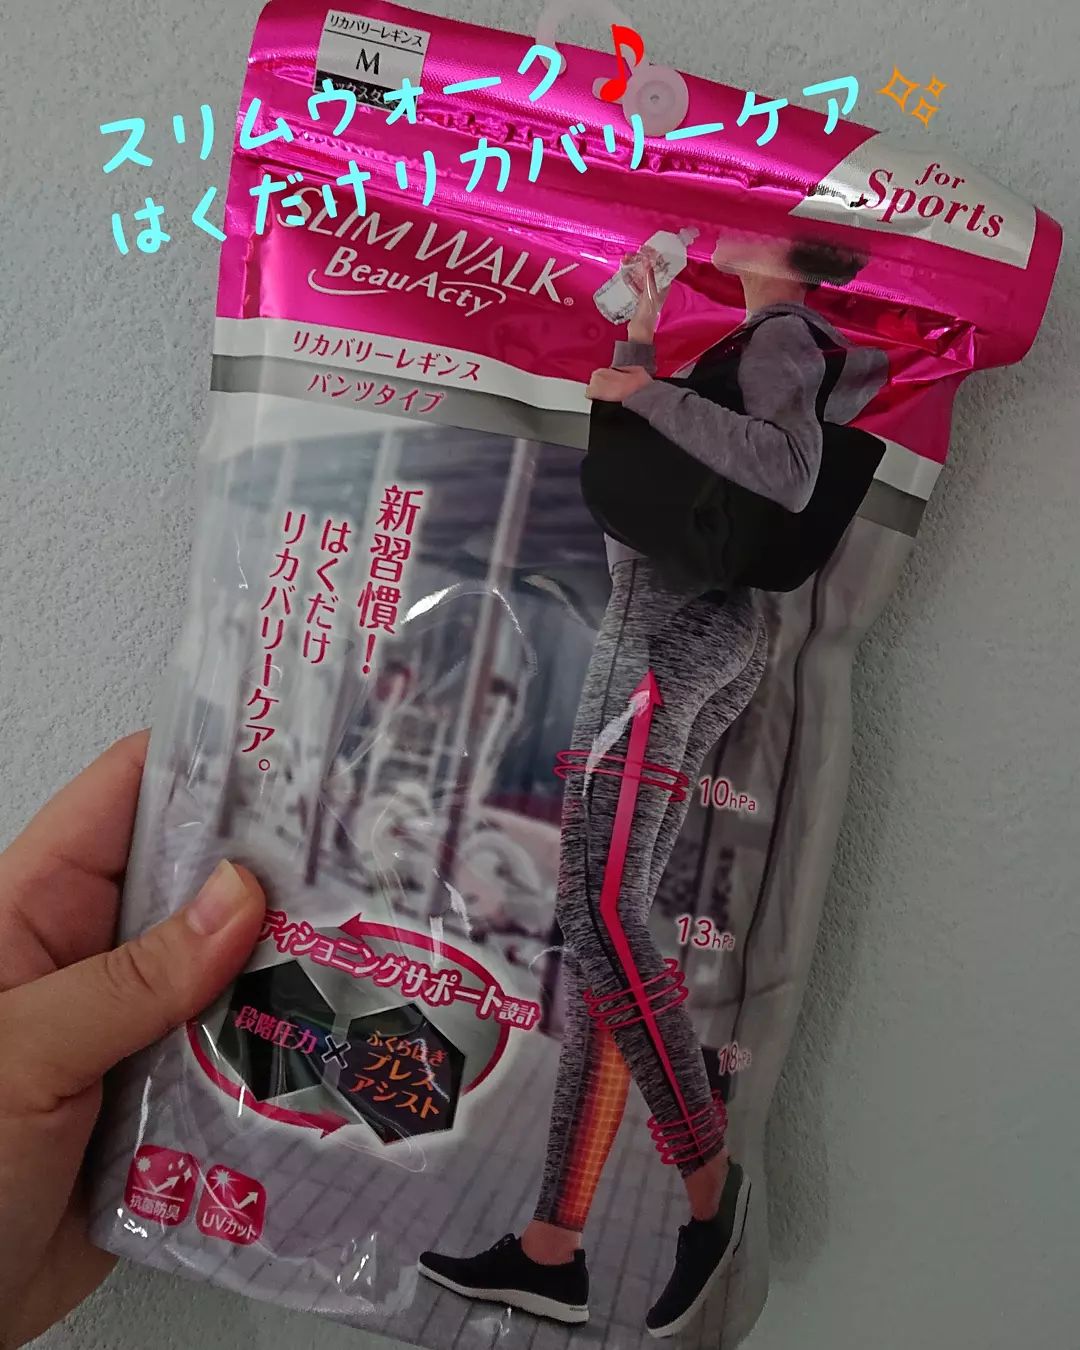 リカバリーレギンス
M
スリムウォーク
はくだけリカバリーケア
for
Sports
SLIM WALK®
BeauActy
リカバリーレギンス
パンツタイプ
新習慣！
はくだけ
リカバリーケア。
10hPa
13hPa
18hPa
ディショニングサポート設計
段階圧力
×
ふくらはぎ
プレス
アシスト
抗菌防臭
UVカット